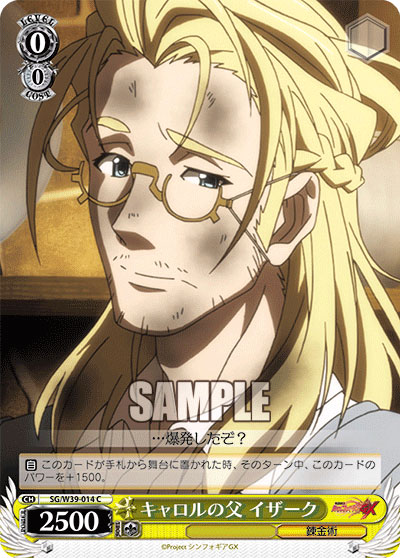 LEVEL
0
0
COST
SAMPLE
…爆発したぞ？
このカードが手札から舞台に置かれた時、そのターン中、このカードの
パワーを+1500。
CH SG/W39-014 C
POWER
2500
キャロルの父 イザーク
錬金術
©Project シンフォギアGX